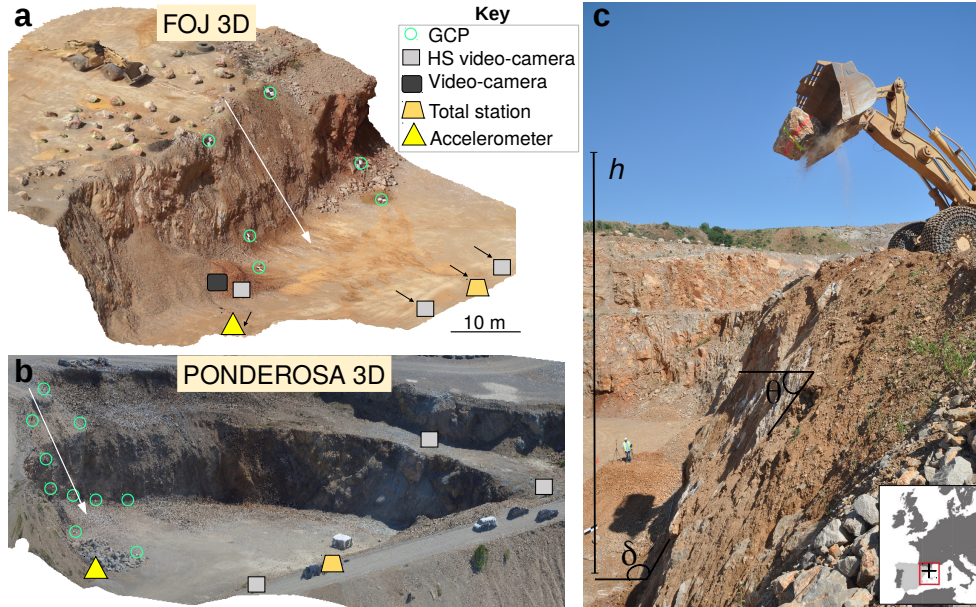 a
FOJ 3D
Key
GCP
HS video-camera
Video-camera
Total station
Accelerometer
10 m
b
PONDEROSA 3D
c
h
θ
δ